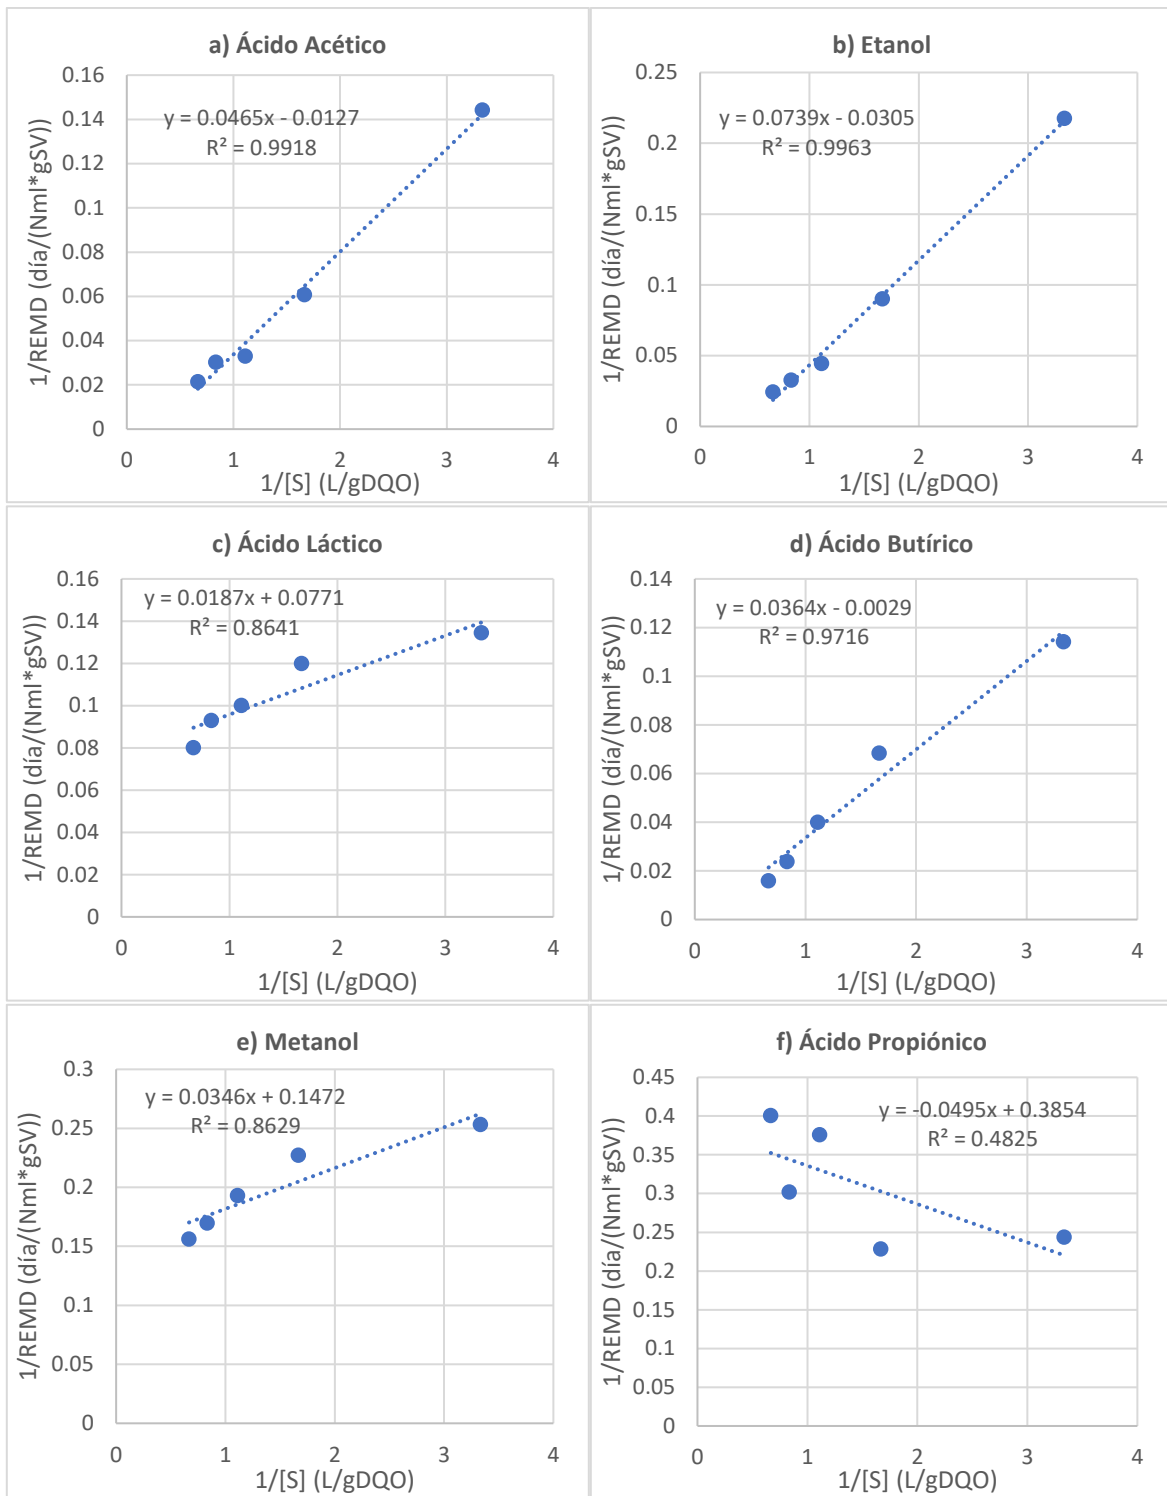 a) Ácido Acético
y = 0.0465x - 0.0127
R² = 0.9918
1/REMD (día/(Nml*gSV))
0.16
0.14
0.12
0.1
0.08
0.06
0.04
0.02
0
0 1 2 3 4
1/[S] (L/gDQO)
b) Etanol
y = 0.0739x - 0.0305
R² = 0.9963
1/REMD (día/(Nml*gSV))
0.25
0.2
0.15
0.1
0.05
0
0 1 2 3 4
1/[S] (L/gDQO)
c) Ácido Láctico
y = 0.0187x + 0.0771
R² = 0.8641
1/REMD (día/(Nml*gSV))
0.16
0.14
0.12
0.1
0.08
0.06
0.04
0.02
0
0 1 2 3 4
1/[S] (L/gDQO)
d) Ácido Butírico
y = 0.0364x - 0.0029
R² = 0.9716
1/REMD (día/(Nml*gSV))
0.14
0.12
0.1
0.08
0.06
0.04
0.02
0
0 1 2 3 4
1/[S] (L/gDQO)
e) Metanol
y = 0.0346x + 0.1472
R² = 0.8629
1/REMD (día/(Nml*gSV))
0.3
0.25
0.2
0.15
0.1
0.05
0
0 1 2 3 4
1/[S] (L/gDQO)
f) Ácido Propiónico
y = -0.0495x + 0.3854
R² = 0.4825
1/REMD (día/(Nml*gSV))
0.45
0.4
0.35
0.3
0.25
0.2
0.15
0.1
0.05
0
0 1 2 3 4
1/[S] (L/gDQO)